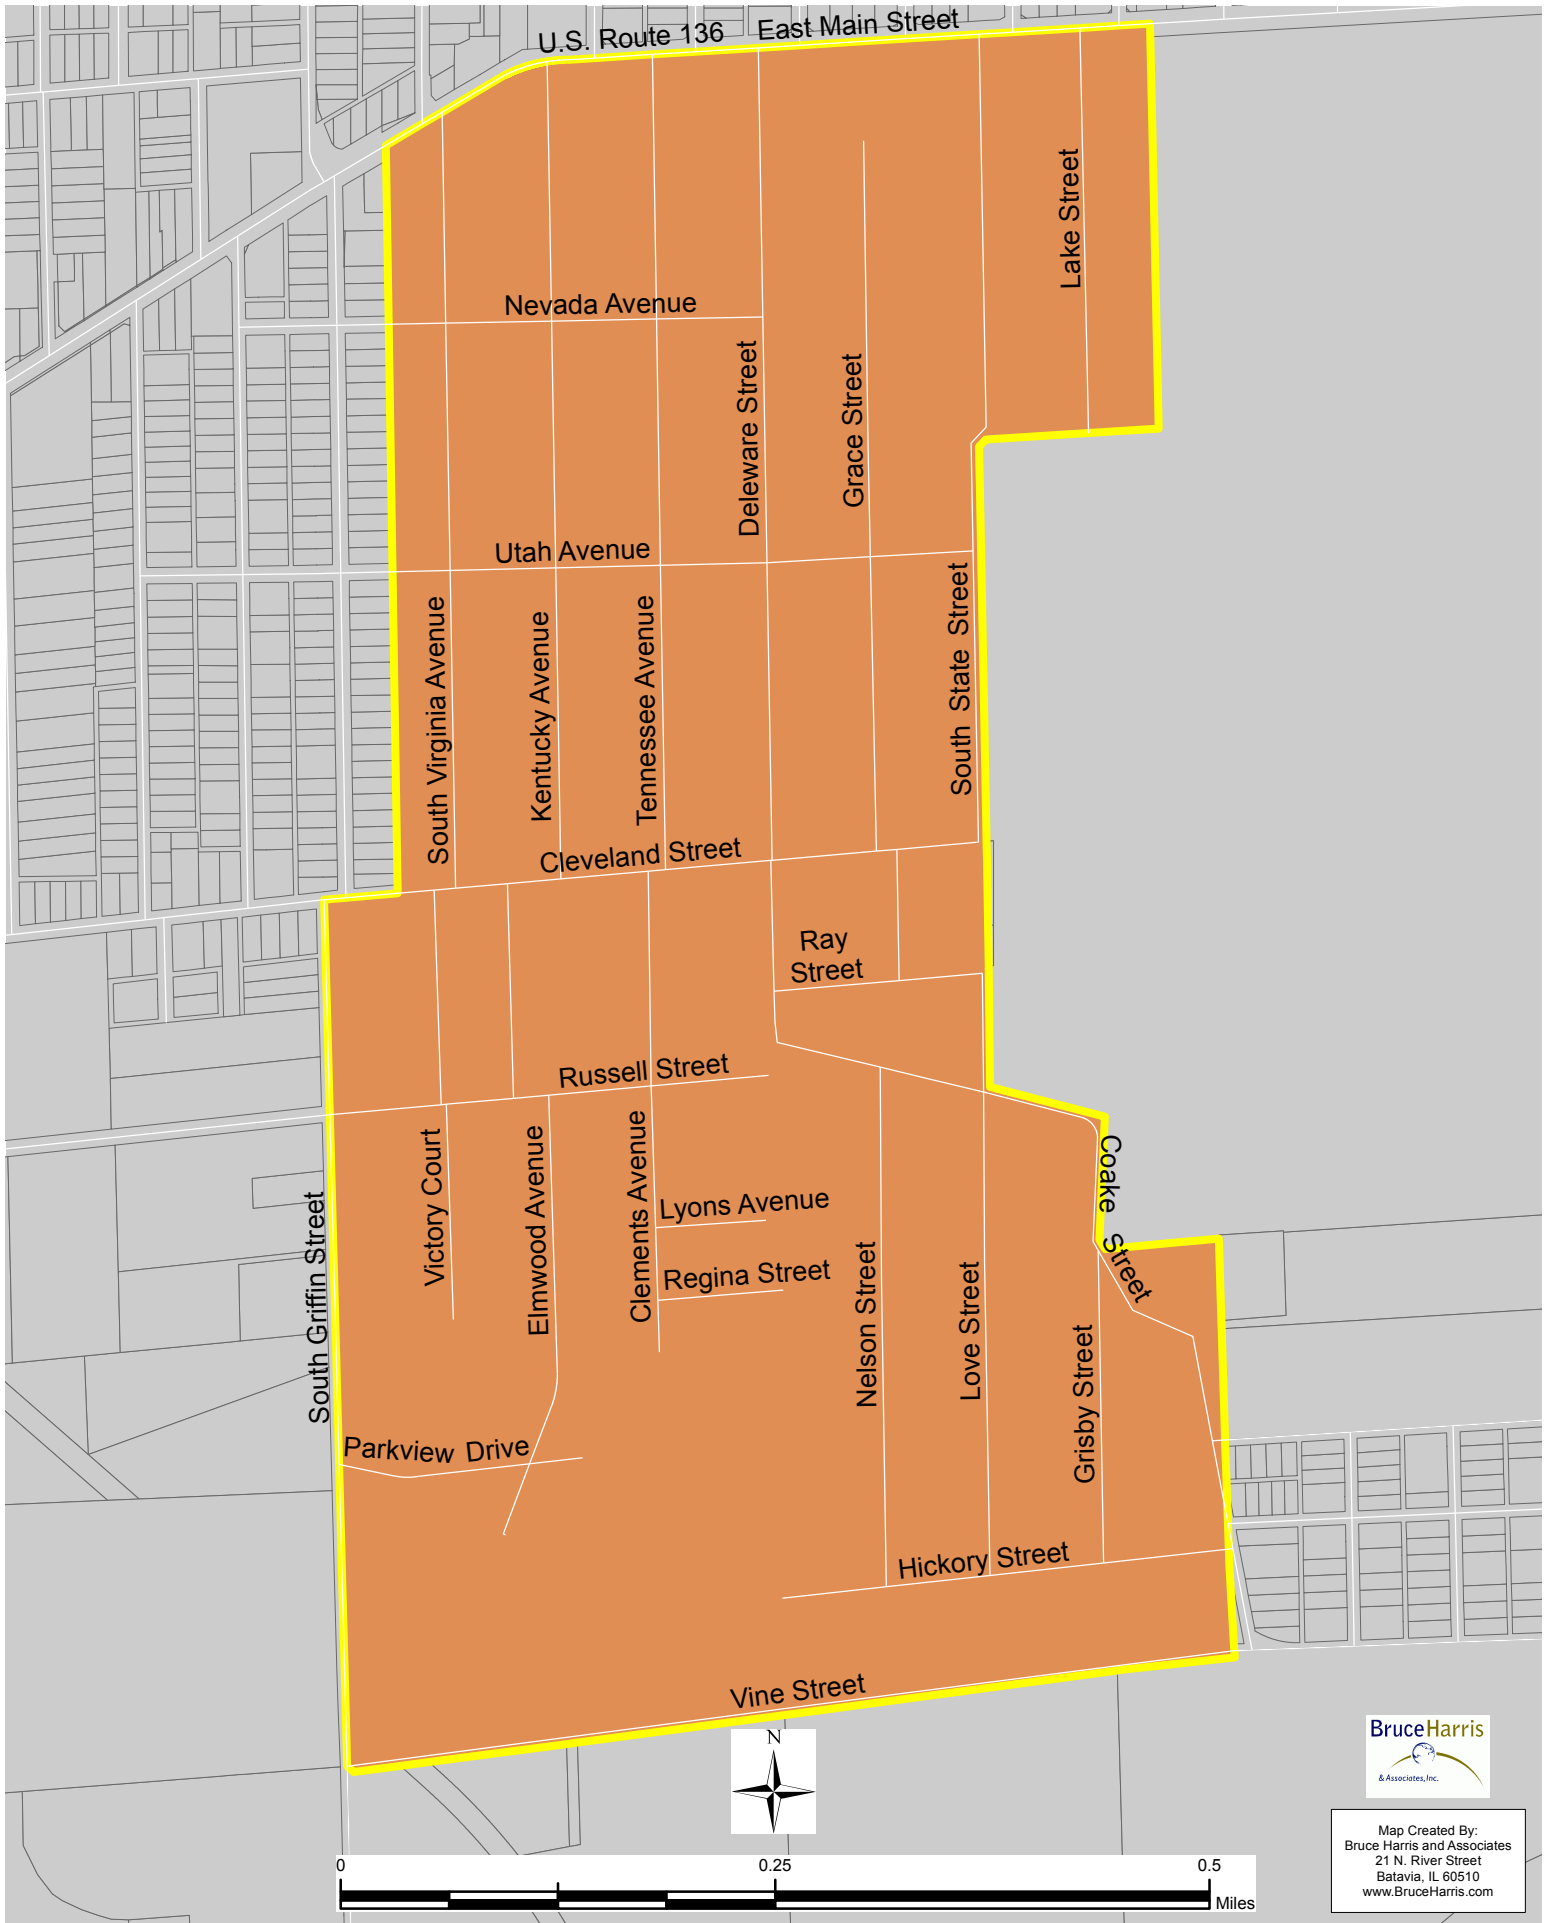 U.S. Route 136 East Main Street
Lake Street
Nevada Avenue
Deleware Street
Grace Street
Utah Avenue
South State Street
South Virginia Avenue
Kentucky Avenue
Tennessee Avenue
Cleveland Street
Ray
Street
Russell Street
Victory Court
Elmwood Avenue
Clements Avenue
Coake Street
Lyons Avenue
South Griffin Street
Regina Street
Nelson Street
Love Street
Grisby Street
Parkview Drive
Hickory Street
Vine Street
N
BruceHarris
& Associates, Inc.
Map Created By:
Bruce Harris and Associates
21 N. River Street
Batavia, IL 60510
www.BruceHarris.com
0 0.25 0.5
Miles